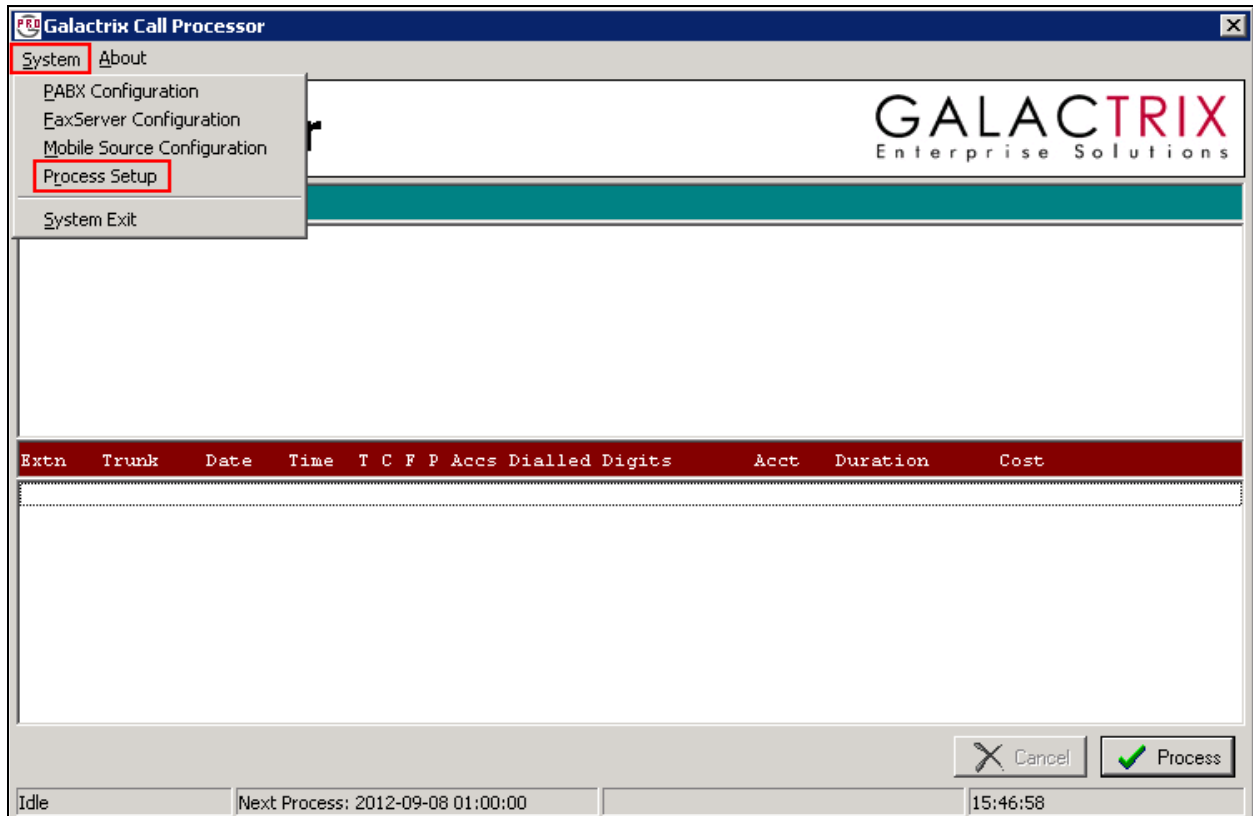 PRO Galactrix Call Processor
System About
PABX Configuration
FaxServer Configuration
Mobile Source Configuration
Process Setup
System Exit
r
GALACTRIX
Enterprise Solutions
Extn Trunk Date Time T C F P Accs Dialled Digits Acct Duration Cost
Cancel Process
Idle Next Process: 2012-09-08 01:00:00 15:46:58